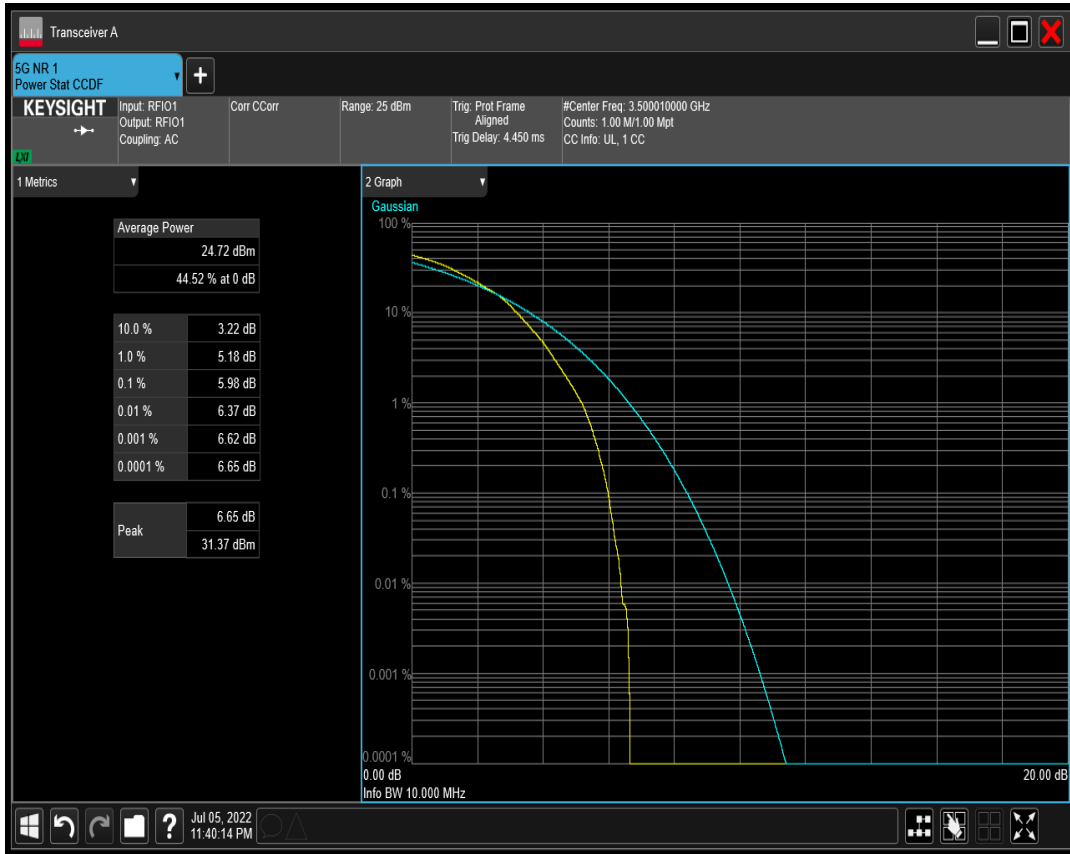 Transceiver A
5G NR 1
Power Stat CCDF
+
KEYSIGHT
LXI
Input: RFIO1
Output: RFIO1
Coupling: AC
Corr CCorr
Range: 25 dBm
Trig: Prot Frame
Aligned
Trig Delay: 4.450 ms
#Center Freq: 3.500010000 GHz
Counts: 1.00 M/1.00 Mpt
CC Info: UL, 1 CC
1 Metrics
Average Power
24.72 dBm
44.52 % at 0 dB
10.0 % 3.22 dB
1.0 % 5.18 dB
0.1 % 5.98 dB
0.01 % 6.37 dB
0.001 % 6.62 dB
0.0001 % 6.65 dB
Peak
6.65 dB
31.37 dBm
2 Graph
Gaussian
100 %
10 %
1 %
0.1 %
0.01 %
0.001 %
0.0001 %
0.00 dB 20.00 dB
Info BW 10.000 MHz
?
Jul 05, 2022
11:40:14 PM